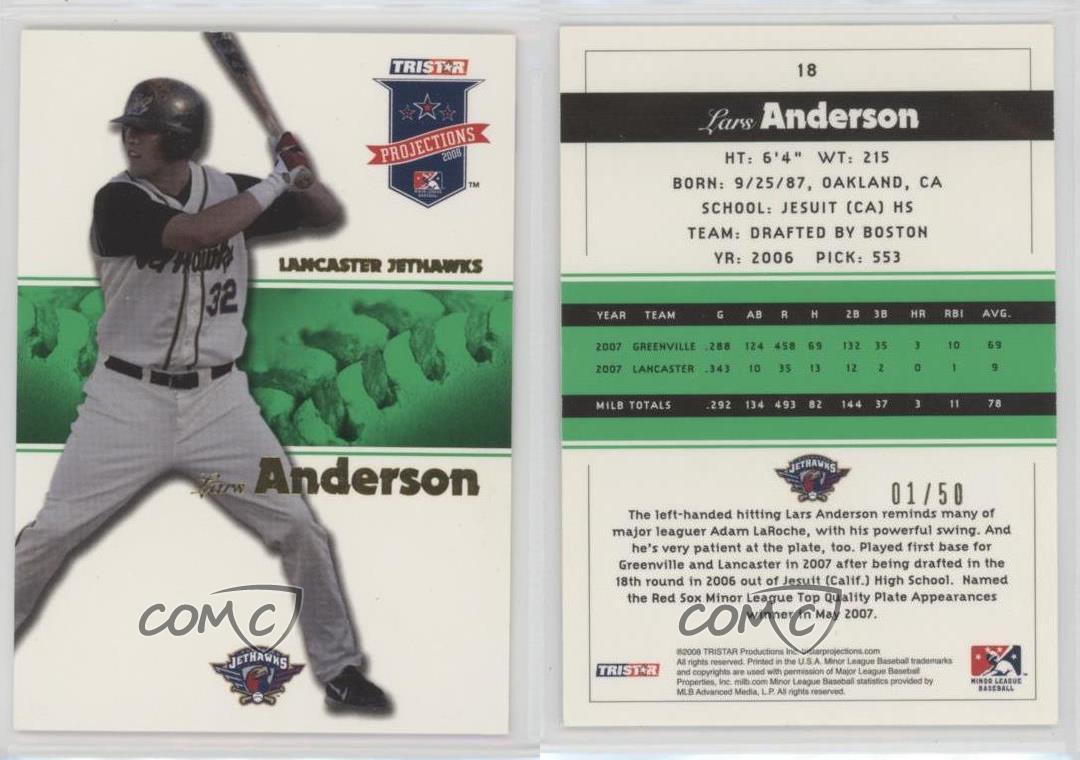 TRISTAR
PROJECTIONS
2008
MINOR LEAGUE
BASEBALL
TM
LANCASTER JETHAWKS
JetHawks
32
Lars Anderson
COMC
JETHAWKS
18
Lars Anderson
HT: 6'4" WT: 215
BORN: 9/25/87, OAKLAND, CA
SCHOOL: JESUIT (CA) HS
TEAM: DRAFTED BY BOSTON
YR: 2006 PICK: 553
YEAR TEAM G AB R H 2B 3B HR RBI AVG.
2007 GREENVILLE .288 124 458 69 132 35 3 10 69
2007 LANCASTER .343 10 35 13 12 2 0 1 9
MILB TOTALS .292 134 493 82 144 37 3 11 78
JETHAWKS
01/50
The left-handed hitting Lars Anderson reminds many of
major leaguer Adam LaRoche, with his powerful swing. And
he's very patient at the plate, too. Played first base for
Greenville and Lancaster in 2007 after being drafted in the
18th round in 2006 out of Jesuit (Calif.) High School. Named
the Red Sox Minor League Top Quality Plate Appearances
winner in May 2007.
COMC
TRISTAR
©2008 TRISTAR Productions Inc. tristarprojections.com
All rights reserved. Printed in the U.S.A. Minor League Baseball trademarks
and copyrights are used with permission of Major League Baseball
Properties, Inc. milb.com Minor League Baseball statistics provided by
MLB Advanced Media, L.P. All rights reserved.
MINOR LEAGUE
BASEBALL